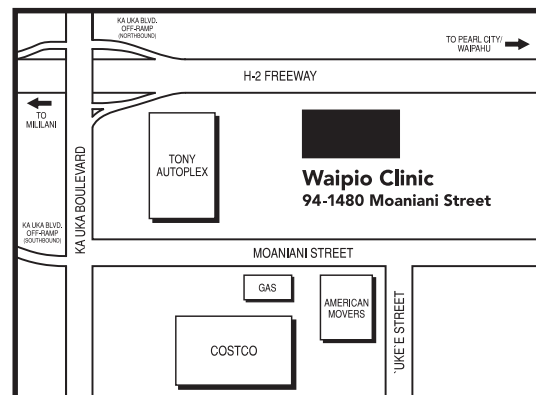 KA UKA BLVD.
OFF-RAMP
(NORTHBOUND)
TO PEARL CITY/
WAIPAHU
H-2 FREEWAY
TO
MILILANI
TONY
AUTOPLEX
Waipio Clinic
94-1480 Moaniani Street
KA UKA BOULEVARD
KA UKA BLVD.
OFF-RAMP
(SOUTHBOUND)
MOANIANI STREET
GAS
AMERICAN
MOVERS
COSTCO
`UKE`E STREET